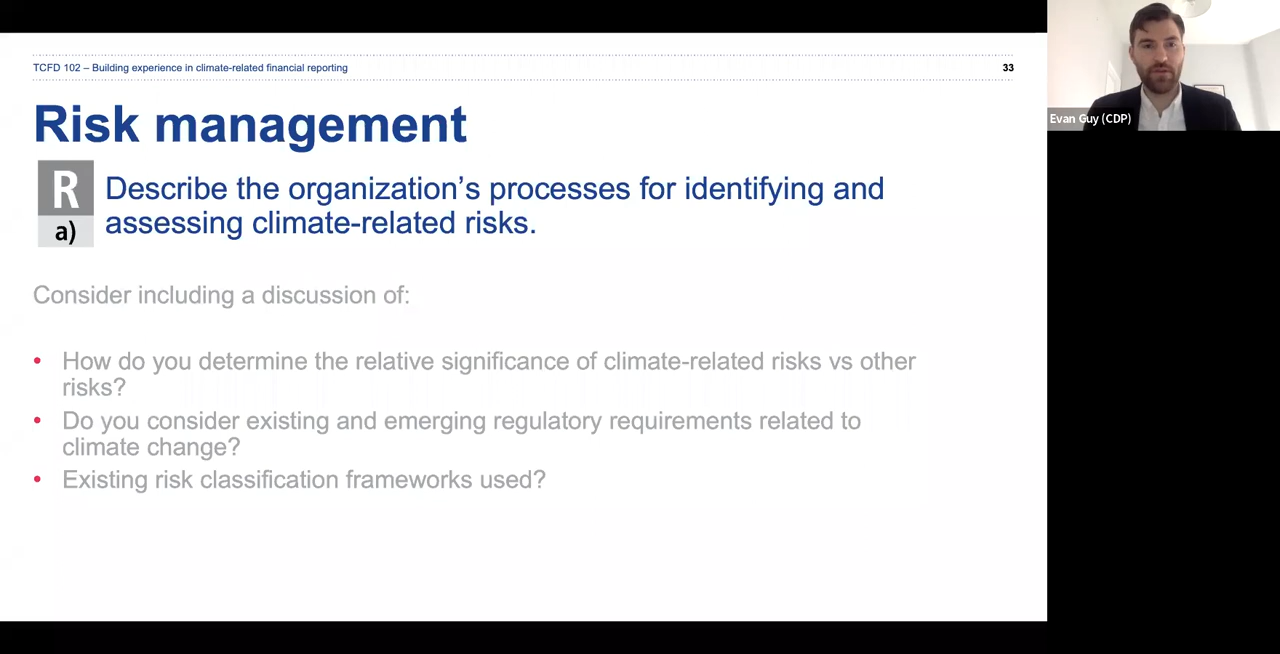 TCFD 102 – Building experience in climate-related financial reporting
33
Risk management
R
a)
Describe the organization's processes for identifying and
assessing climate-related risks.
Consider including a discussion of:
• How do you determine the relative significance of climate-related risks vs other
risks?
• Do you consider existing and emerging regulatory requirements related to
climate change?
• Existing risk classification frameworks used?
Evan Guy (CDP)